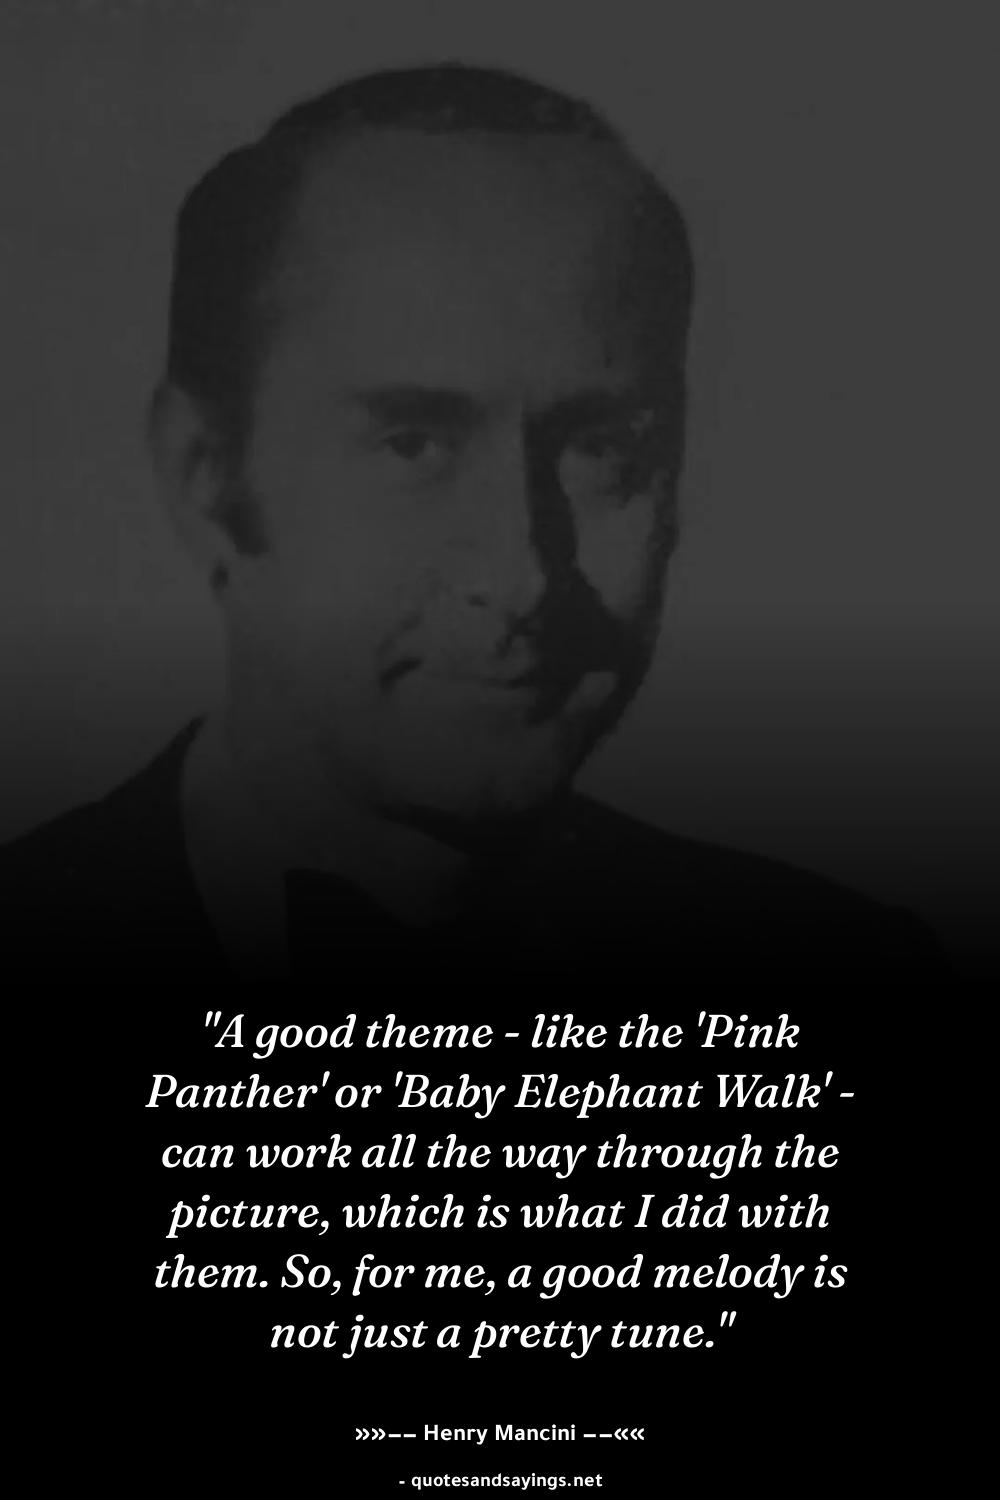 "A good theme - like the 'Pink
Panther' or 'Baby Elephant Walk' -
can work all the way through the
picture, which is what I did with
them. So, for me, a good melody is
not just a pretty tune."
»»–– Henry Mancini ––««
- quotesandsayings.net